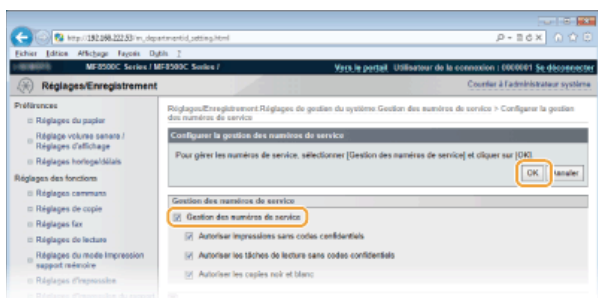 http://192.168.222.53/m_departmentid_setting.html
Fichier Edition Affichage Favoris Outils ?
MF8500C Series / MF8500C Series /
Vers le portail Utilisateur de la connexion : 0000001 Se déconnecter
Réglages/Enregistrement
Courrier à l'administrateur système
Préférences
Réglages du papier
Réglage volume sonore /
Réglages d'affichage
Réglages horloge/délais
Réglages des fonctions
Réglages communs
Réglages de copie
Réglages fax
Réglages de lecture
Réglages du mode Impression
support mémoire
Réglages d'impression
Réglages/Enregistrement:Réglages de gestion du système:Gestion des numéros de service > Configurer la gestion
des numéros de service
Configurer la gestion des numéros de service
Pour gérer les numéros de service, sélectionner [Gestion des numéros de service] et cliquer sur [OK].
OK Annuler
Gestion des numéros de service
Gestion des numéros de service
Autoriser impressions sans codes confidentiels
Autoriser les tâches de lecture sans codes confidentiels
Autoriser les copies noir et blanc